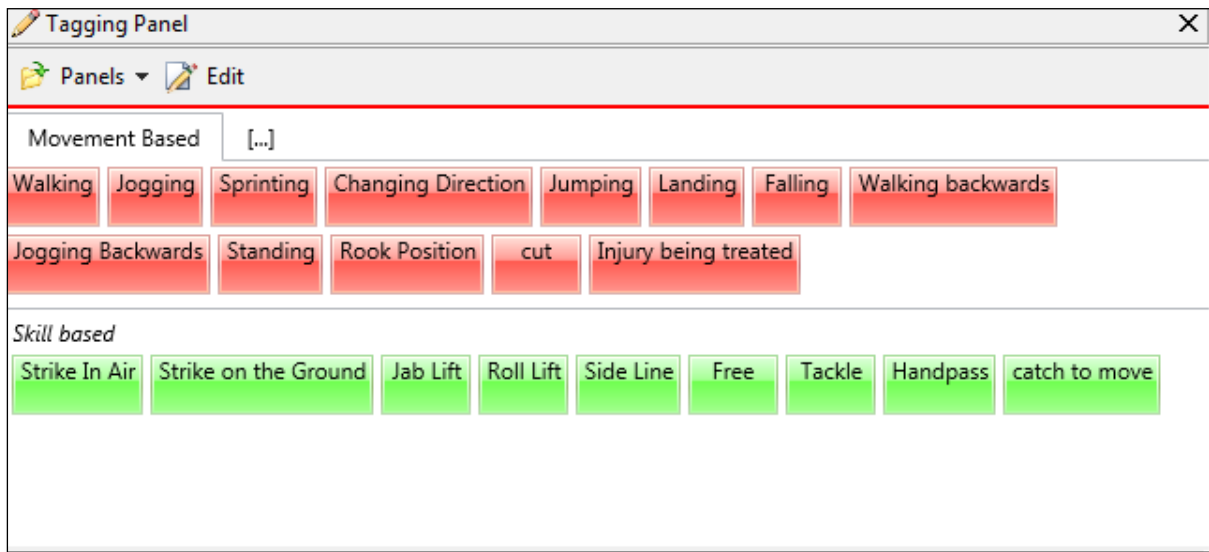 Tagging Panel
Panels Edit
Movement Based [...]
Walking Jogging Sprinting Changing Direction Jumping Landing Falling Walking backwards
Jogging Backwards Standing Rook Position cut Injury being treated
Skill based
Strike In Air Strike on the Ground Jab Lift Roll Lift Side Line Free Tackle Handpass catch to move